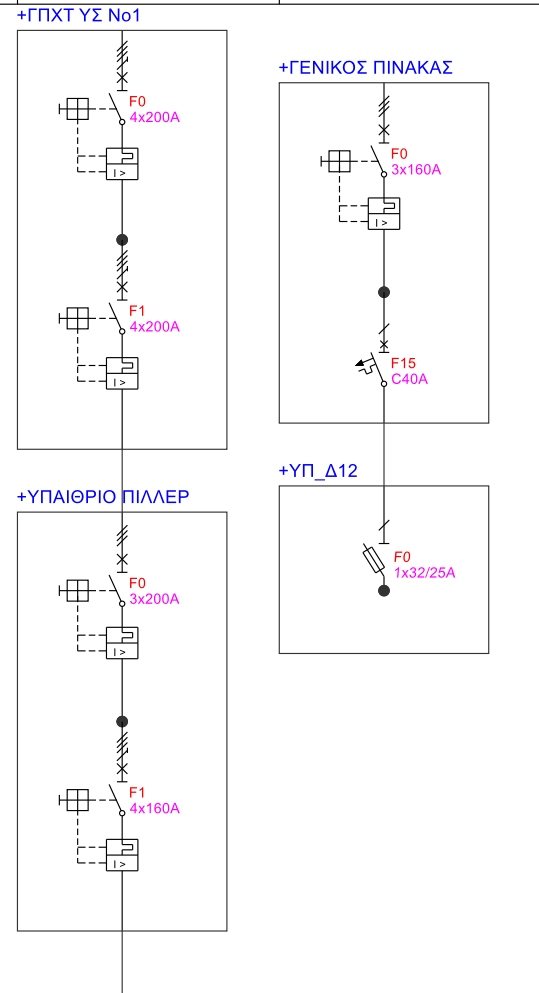 +ΓΠΧΤ ΥΣ Νο1
F0
4x200A
I >
F1
4x200A
I >
+ΥΠΑΙΘΡΙΟ ΠΙΛΛΕΡ
F0
3x200A
I >
F1
4x160A
I >
+ΓΕΝΙΚΟΣ ΠΙΝΑΚΑΣ
F0
3x160A
I >
F15
C40A
+ΥΠ_Δ12
F0
1x32/25A